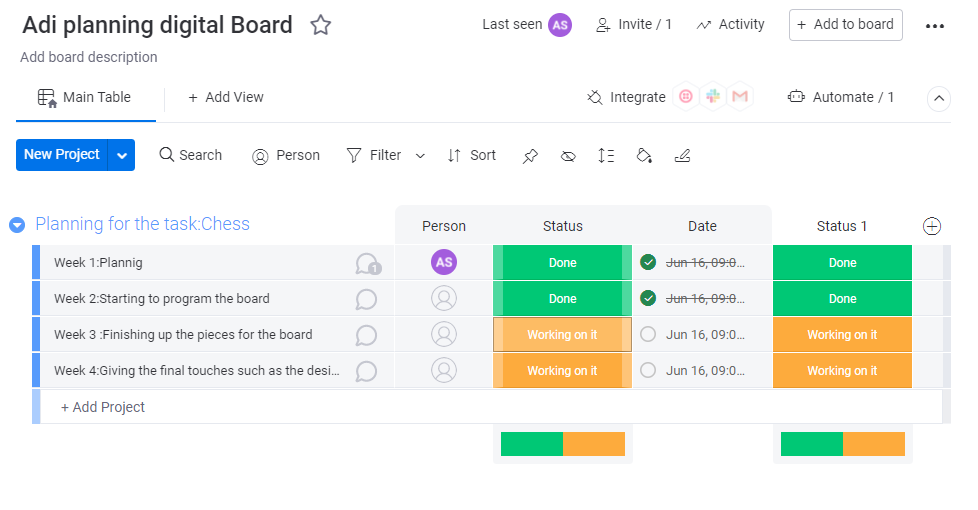 Adi planning digital Board
Last seen AS
Invite / 1
Activity
+ Add to board
Add board description
Main Table
+ Add View
Integrate
Automate / 1
New Project
Search
Person
Filter
Sort
Planning for the task:Chess
Person
Status
Date
Status 1
Week 1:Plannig
1
AS
Done
Jun 16, 09:0...
Done
Week 2:Starting to program the board
Done
Jun 16, 09:0...
Done
Week 3 :Finishing up the pieces for the board
Working on it
Jun 16, 09:0...
Working on it
Week 4:Giving the final touches such as the desi...
Working on it
Jun 16, 09:0...
Working on it
+ Add Project